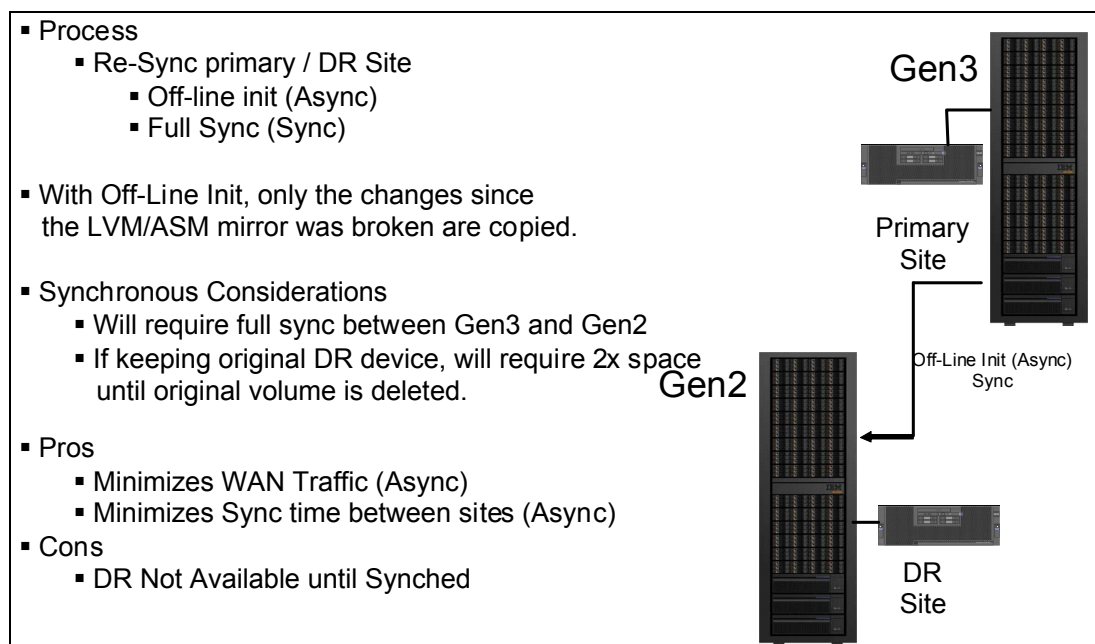 ▪ Process
▪ Re-Sync primary / DR Site
▪ Off-line init (Async)
▪ Full Sync (Sync)
▪ With Off-Line Init, only the changes since
the LVM/ASM mirror was broken are copied.
▪ Synchronous Considerations
▪ Will require full sync between Gen3 and Gen2
▪ If keeping original DR device, will require 2x space
until original volume is deleted.
▪ Pros
▪ Minimizes WAN Traffic (Async)
▪ Minimizes Sync time between sites (Async)
▪ Cons
▪ DR Not Available until Synched
Gen3
IBM
Primary
Site
Off-Line Init (Async)
Sync
Gen2
IBM
DR
Site